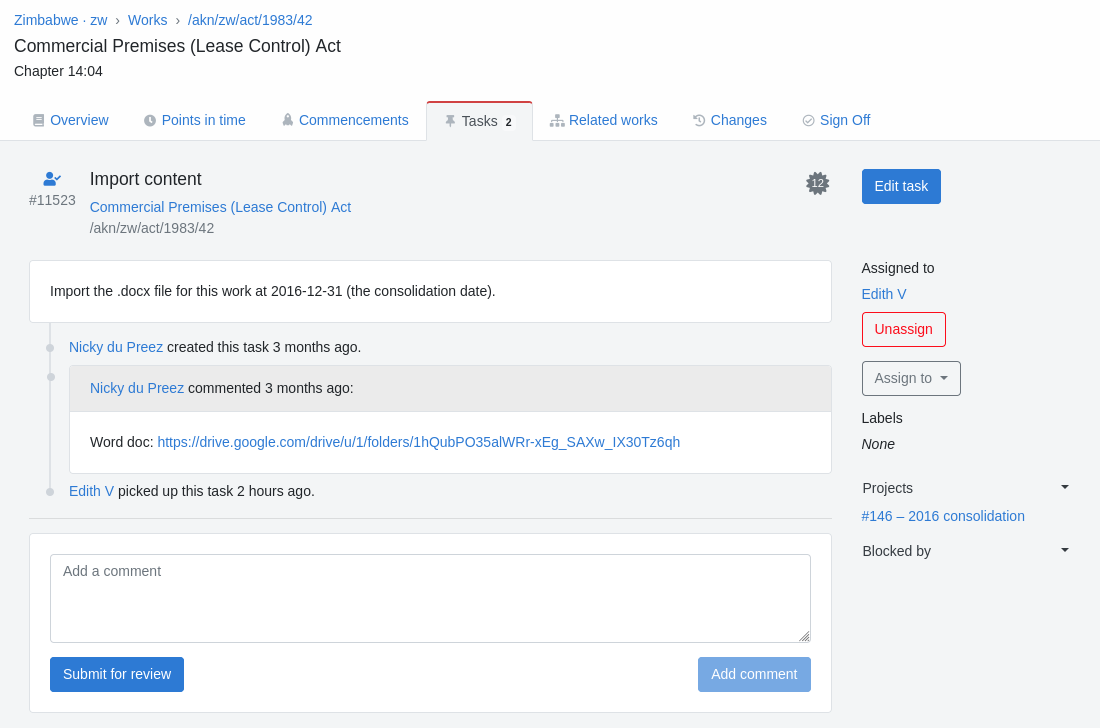 Zimbabwe · zw › Works › /akn/zw/act/1983/42
Commercial Premises (Lease Control) Act
Chapter 14:04
Overview Points in time Commencements Tasks 2 Related works Changes Sign Off
#11523
Import content
Commercial Premises (Lease Control) Act
/akn/zw/act/1983/42
12
Edit task
Import the .docx file for this work at 2016-12-31 (the consolidation date).
Nicky du Preez created this task 3 months ago.
Nicky du Preez commented 3 months ago:
Word doc: https://drive.google.com/drive/u/1/folders/1hQubPO35alWRr-xEg_SAXw_IX30Tz6qh
Edith V picked up this task 2 hours ago.
Add a comment
Submit for review
Add comment
Assigned to
Edith V
Unassign
Assign to
Labels
None
Projects
#146 – 2016 consolidation
Blocked by